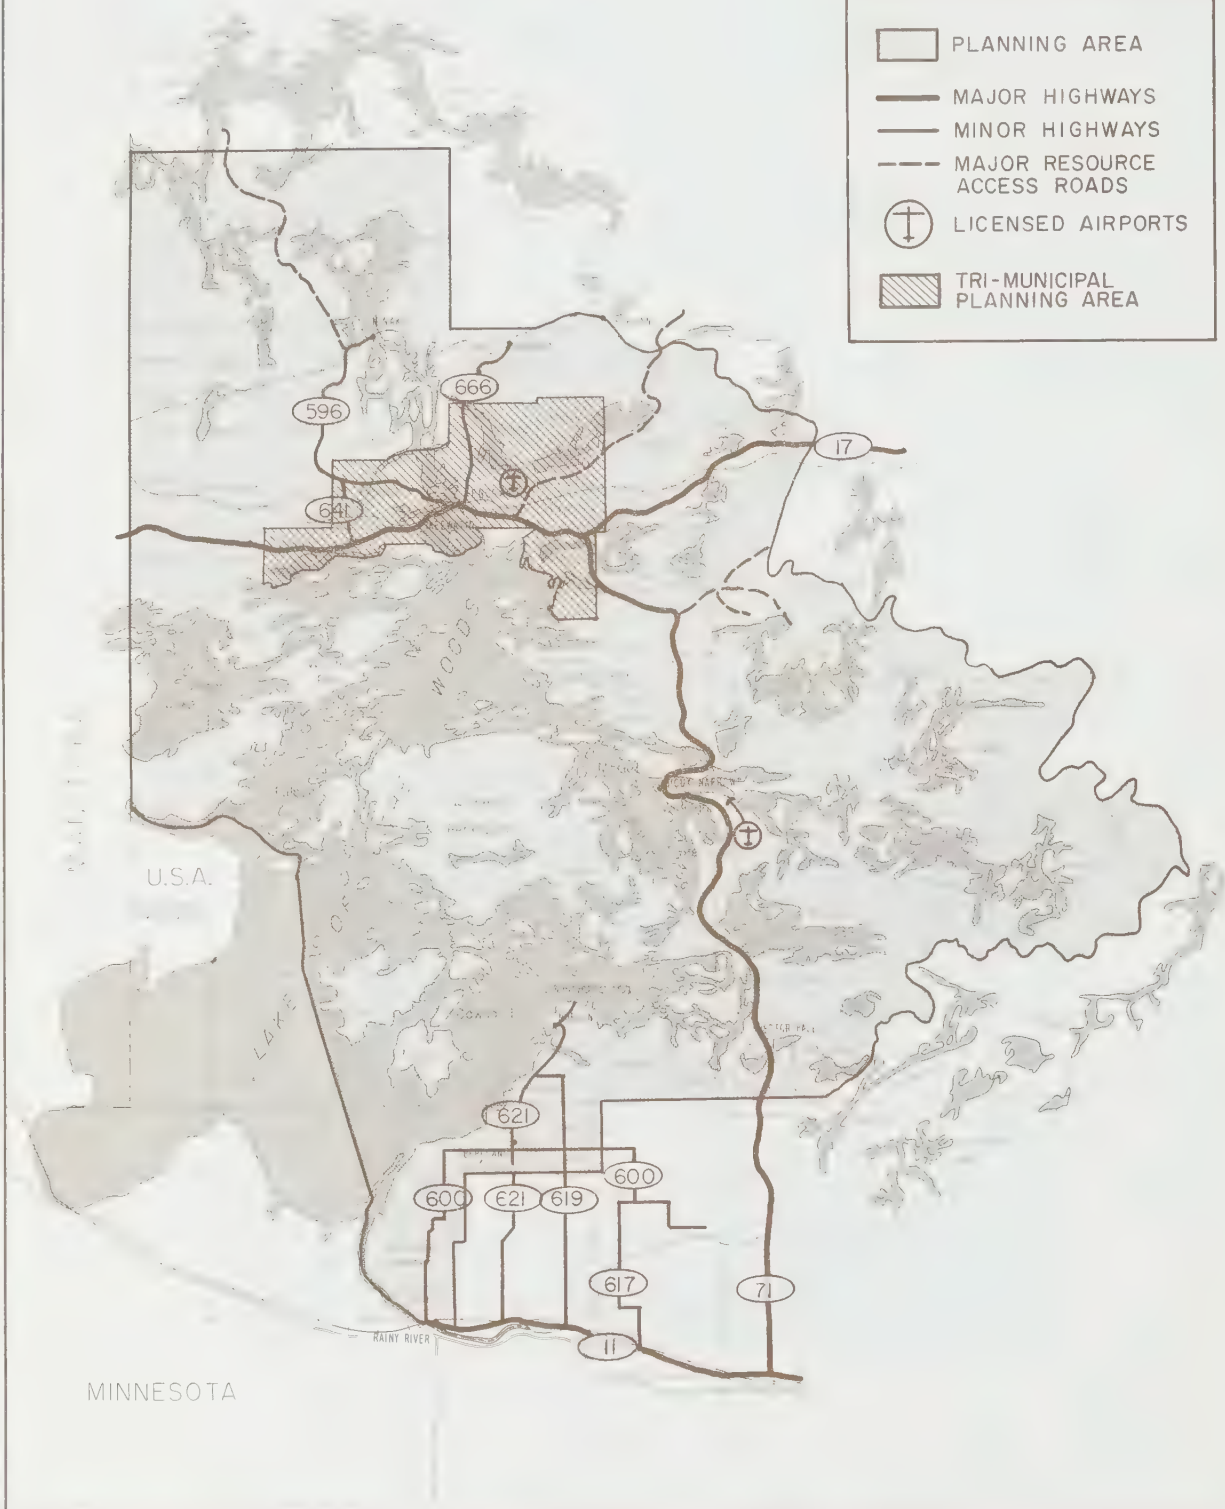 PLANNING AREA
MAJOR HIGHWAYS
MINOR HIGHWAYS
MAJOR RESOURCE
ACCESS ROADS
LICENSED AIRPORTS
TRI-MUNICIPAL
PLANNING AREA
666
596
17
641
WOODS
U.S.A.
OF
LAKE
621
600
600
621
619
617
71
11
RAINY RIVER
MINNESOTA